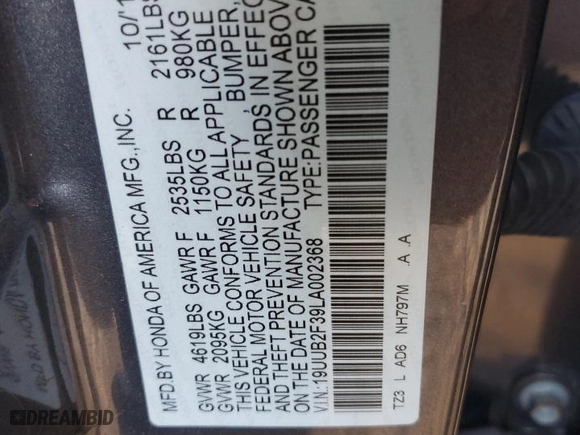 MFD.BY HONDA OF AMERICA MFG.,INC. 10/1
GVWR 4619LBS GAWR F 2535LBS R 2161LBS
GVWR 2095KG GAWR F 1150KG R 980KG
THIS VEHICLE CONFORMS TO ALL APPLICABLE
FEDERAL MOTOR VEHICLE SAFETY, BUMPER,
AND THEFT PREVENTION STANDARDS IN EFFEC
ON THE DATE OF MANUFACTURE SHOWN ABOVE
V.I.N.:19UUB2F39LA002368 TYPE:PASSENGER CA
TZ3 L AD6 NH797M .A .A
DREAMBID